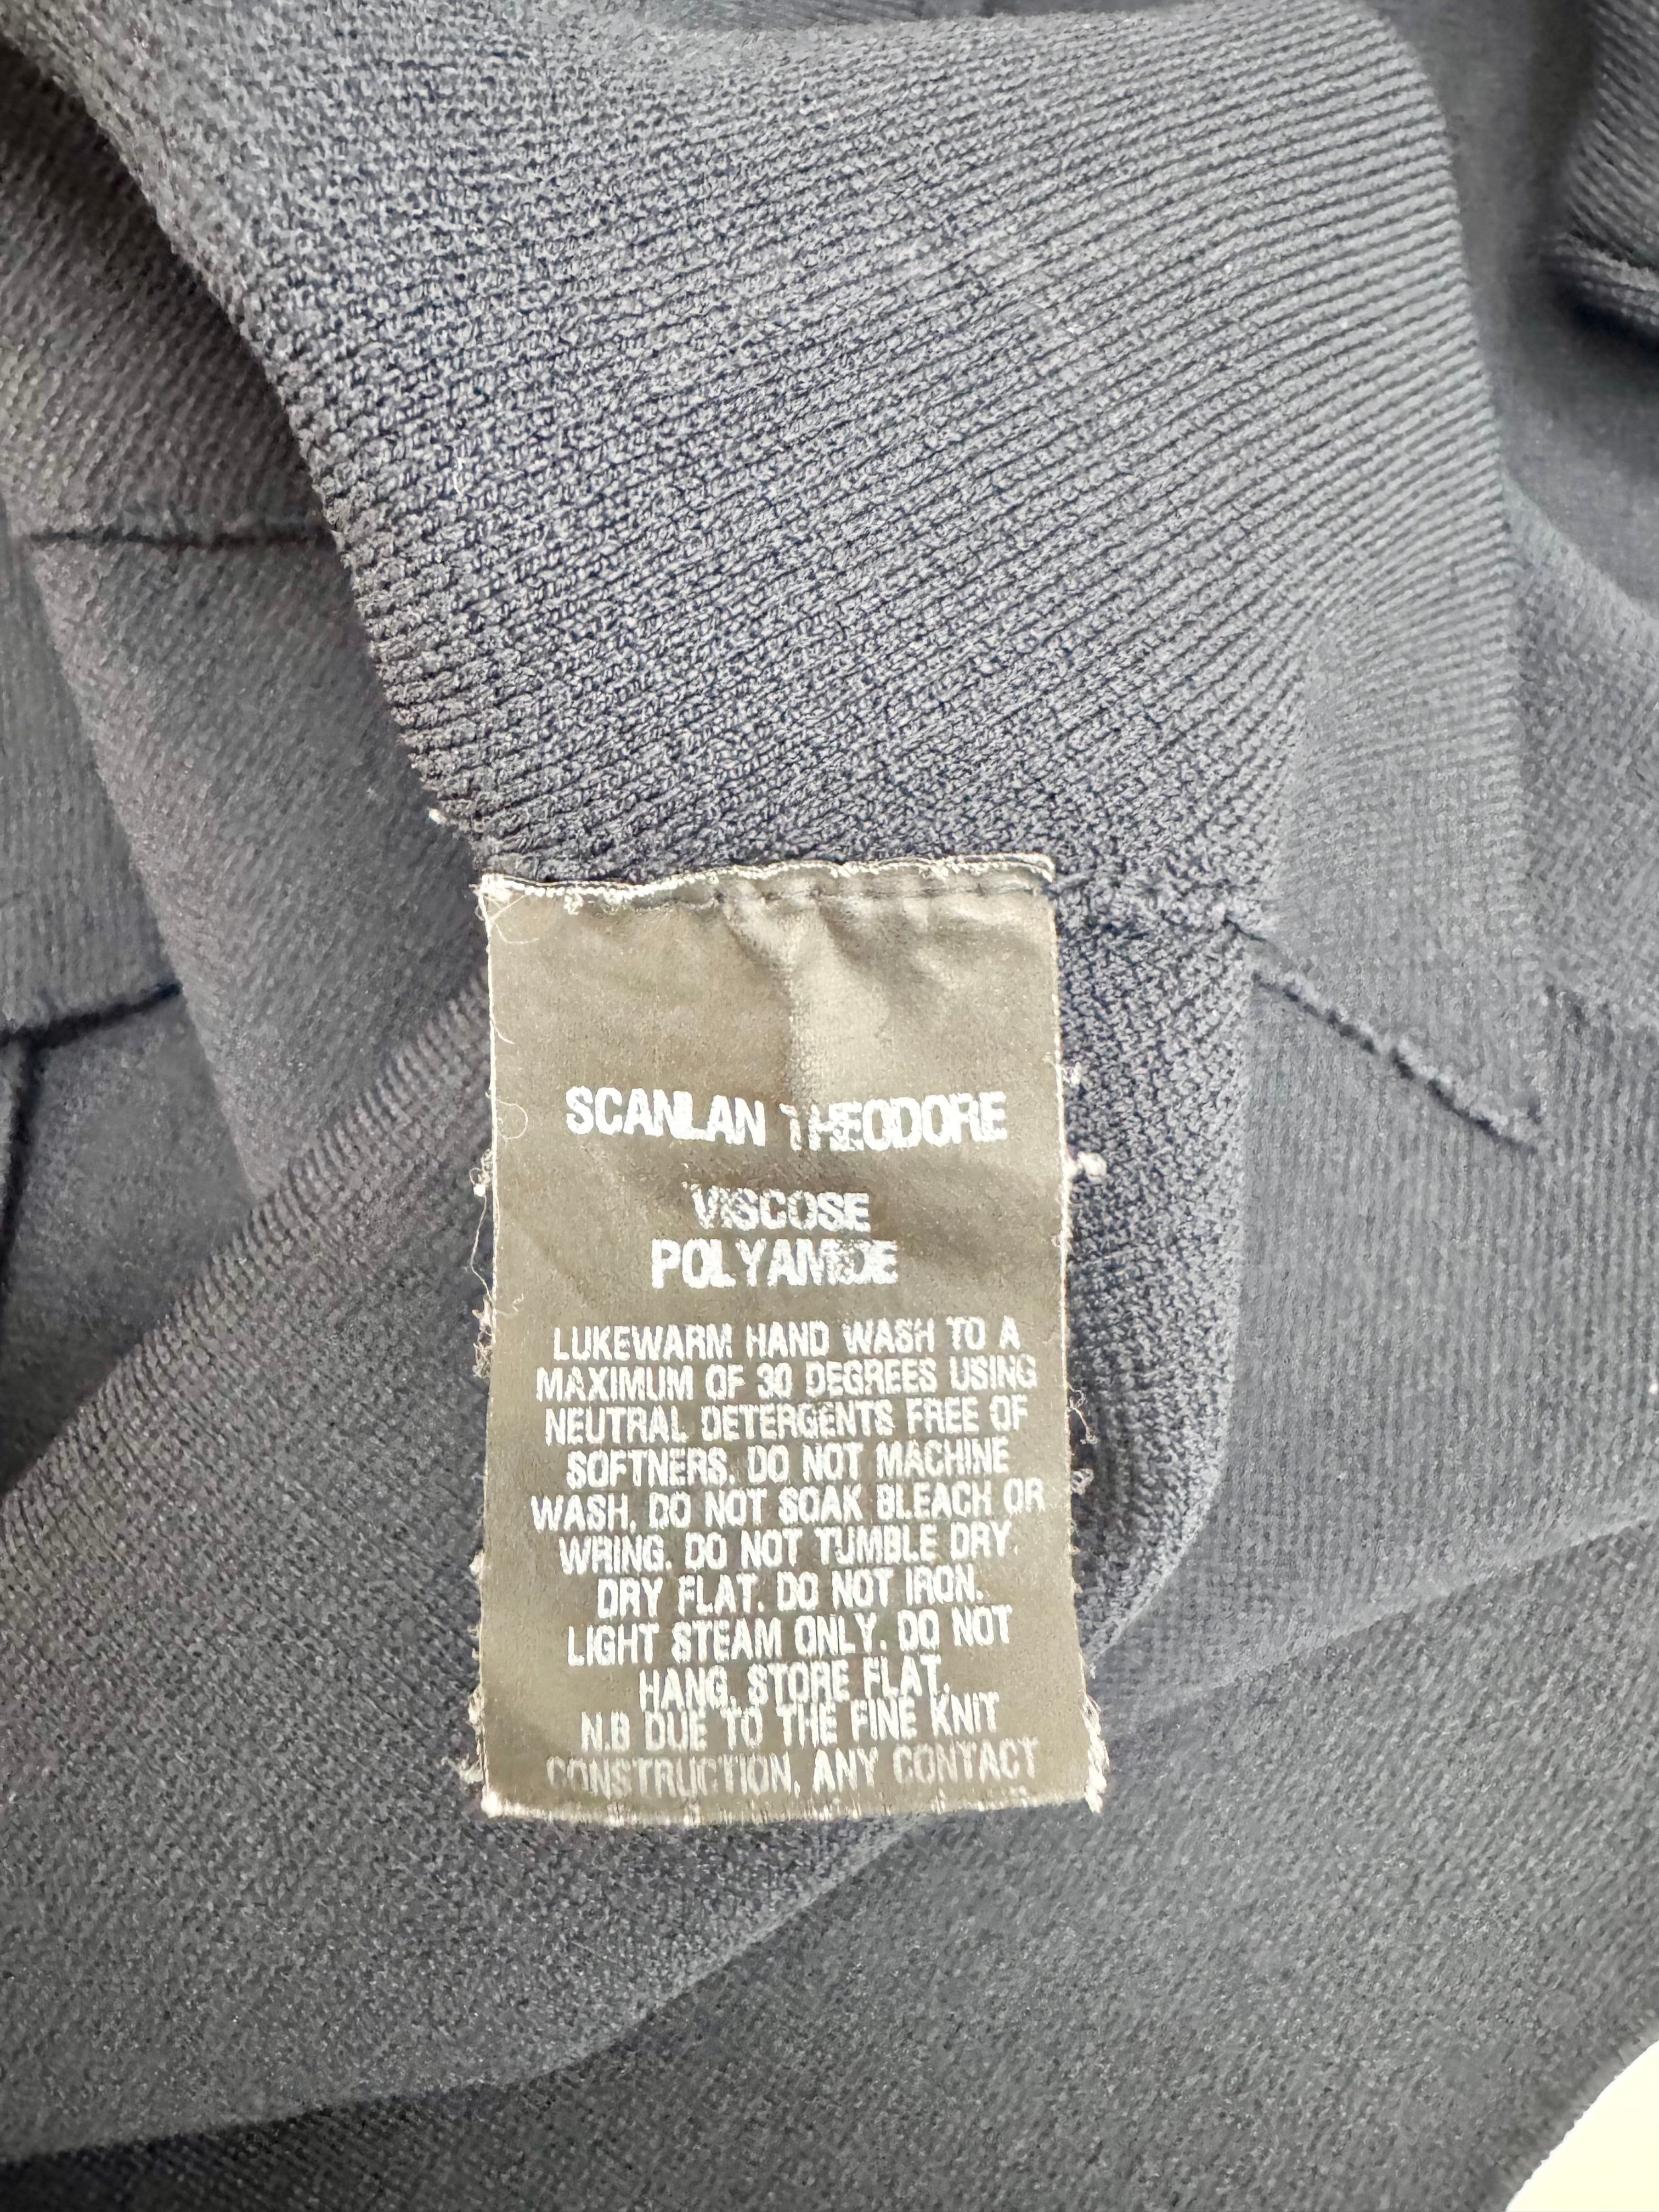 SCANLAN THEODORE
VISCOSE
POLYAMIDE
LUKEWARM HAND WASH TO A
MAXIMUM OF 30 DEGREES USING
NEUTRAL DETERGENTS FREE OF
SOFTNERS. DO NOT MACHINE
WASH, DO NOT SOAK BLEACH OR
WRING. DO NOT TUMBLE DRY.
DRY FLAT. DO NOT IRON.
LIGHT STEAM ONLY. DO NOT
HANG, STORE FLAT.
N.B DUE TO THE FINE KNIT
CONSTRUCTION, ANY CONTACT